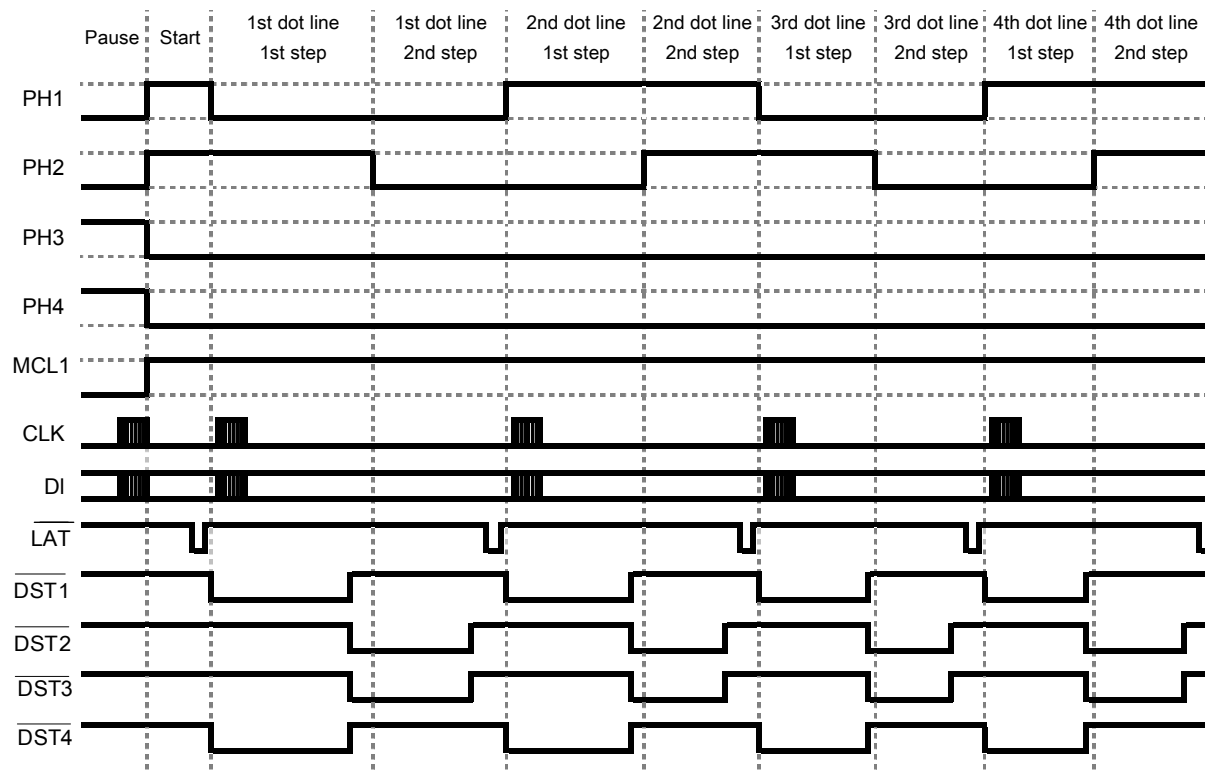 Pause Start 1st dot line 1st dot line 2nd dot line 2nd dot line 3rd dot line 3rd dot line 4th dot line 4th dot line
1st step 2nd step 1st step 2nd step 1st step 2nd step 1st step 2nd step
PH1
PH2
PH3
PH4
MCL1
CLK
DI
LAT
DST1
DST2
DST3
DST4